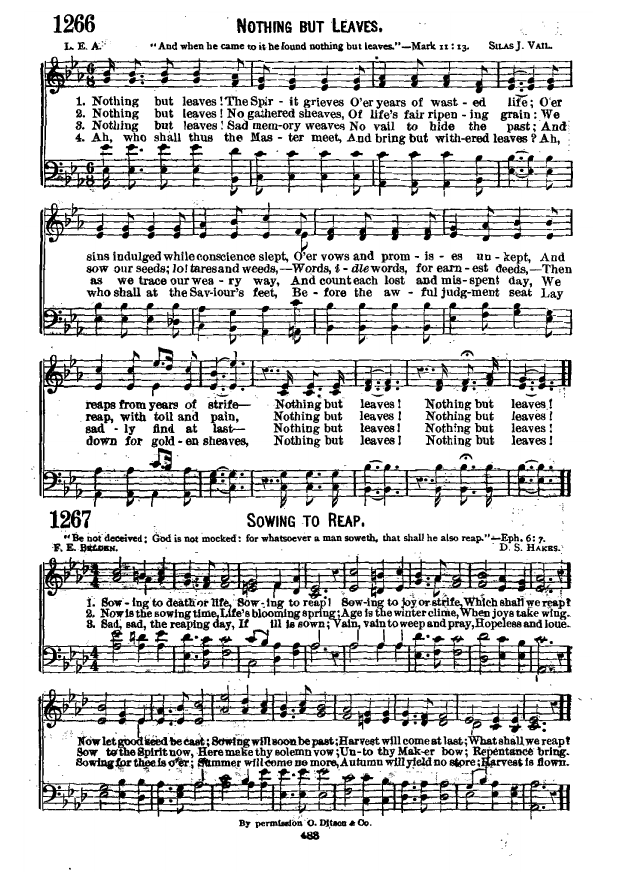 1266
NOTHING BUT LEAVES.
L. E. A. "And when he came to it he found nothing but leaves."—Mark 11 : 13. SILAS J. VAIL.
1. Nothing but leaves! The Spir - it grieves O'er years of wast - ed life; O'er
2. Nothing but leaves! No gathered sheaves, Of life's fair ripen - ing grain: We
3. Nothing but leaves! Sad mem-ory weaves No vail to hide the past; And
4. Ah, who shall thus the Mas - ter meet, And bring but with-ered leaves? Ah,
sins indulged while conscience slept, O'er vows and prom - is - es un - kept, And
sow our seeds; lo! tares and weeds,—Words, i - dle words, for earn - est deeds,—Then
as we trace our wea - ry way, And count each lost and mis-spent day, We
who shall at the Sav-iour's feet, Be - fore the aw - ful judg-ment seat Lay
reaps from years of strife— Nothing but leaves! Nothing but leaves!
reap, with toil and pain, Nothing but leaves! Nothing but leaves!
sad - ly find at last— Nothing but leaves! Nothing but leaves!
down for gold - en sheaves, Nothing but leaves! Nothing but leaves!
1267
SOWING TO REAP.
"Be not deceived; God is not mocked: for whatsoever a man soweth, that shall he also reap."—Eph. 6: 7.
F. E. BELDEN. D. S. HAKES.
1. Sow - ing to death or life, Sow - ing to reap! Sow-ing to joy or strife, Which shall we reap?
2. Now is the sowing time, Life's blooming spring; Age is the winter clime, When joys take wing.
3. Sad, sad, the reaping day, If ill is sown; Vain, vain to weep and pray, Hopeless and lone.
Now let good seed be cast; Sowing will soon be past; Harvest will come at last; What shall we reap?
Sow to the Spirit now, Here make thy solemn vow; Un-to thy Mak-er bow; Repentance bring.
Sowing for thee is o'er; Summer will come no more, Autumn will yield no store; Harvest is flown.
By permission O. Ditson & Co.
433